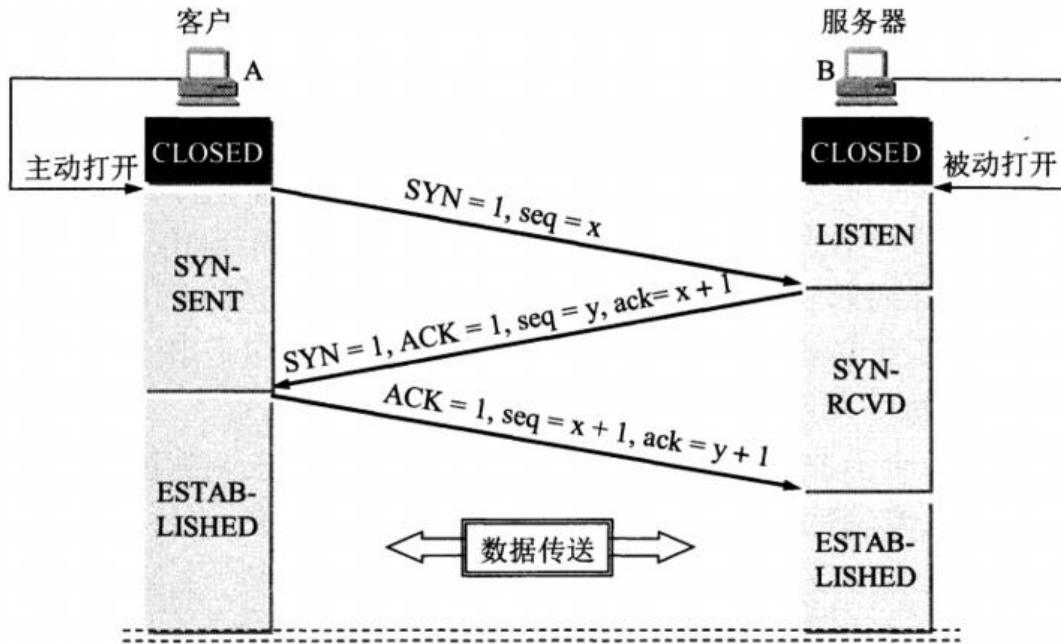 客户
服务器
A
B
CLOSED
CLOSED
主动打开
被动打开
SYN = 1, seq = x
LISTEN
SYN-
SENT
SYN = 1, ACK = 1, seq = y, ack= x + 1
SYN-
RCVD
ACK = 1, seq = x + 1, ack = y + 1
ESTAB-
LISHED
数据传送
ESTAB-
LISHED